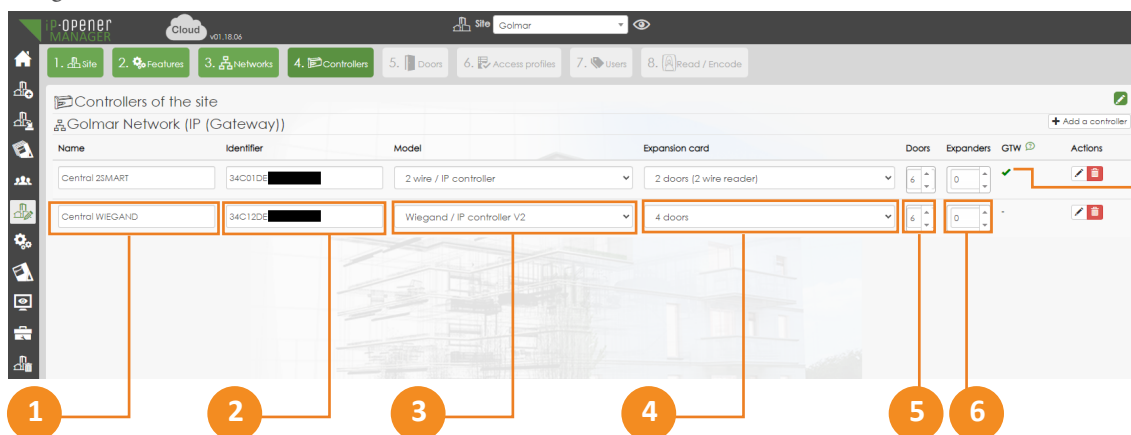 iP-OPENER
MANAGER
Cloud
v01.18.06
Site Golmar
1. Site 2. Features 3. Networks 4. Controllers 5. Doors 6. Access profiles 7. Users 8. Read / Encode
Controllers of the site
Golmar Network (IP (Gateway))
+ Add a controller
Name Identifier Model Expansion card Doors Expanders GTW ? Actions
Central 2SMART 34C01DE 2 wire / IP controller 2 doors (2 wire reader) 6 0
Central WIEGAND 34C12DE Wiegand / IP controller V2 4 doors 6 0 -
1 2 3 4 5 6